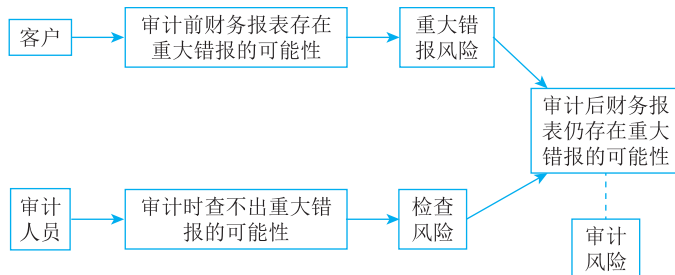 客户
审计前财务报表存在
重大错报的可能性
重大错
报风险
审计后财务报
表仍存在重大
错报的可能性
审计
人员
审计时查不出重大错
报的可能性
检查
风险
审计
风险